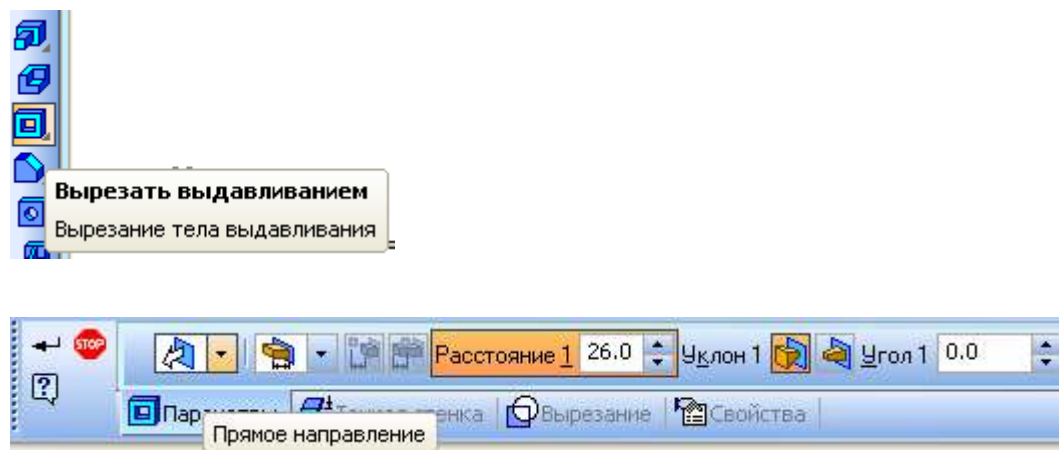 Вырезать выдавливанием
Вырезание тела выдавливания
STOP Расстояние 1 26.0 Уклон 1 Угол 1 0.0
Вырезание Свойства
Прямое направление